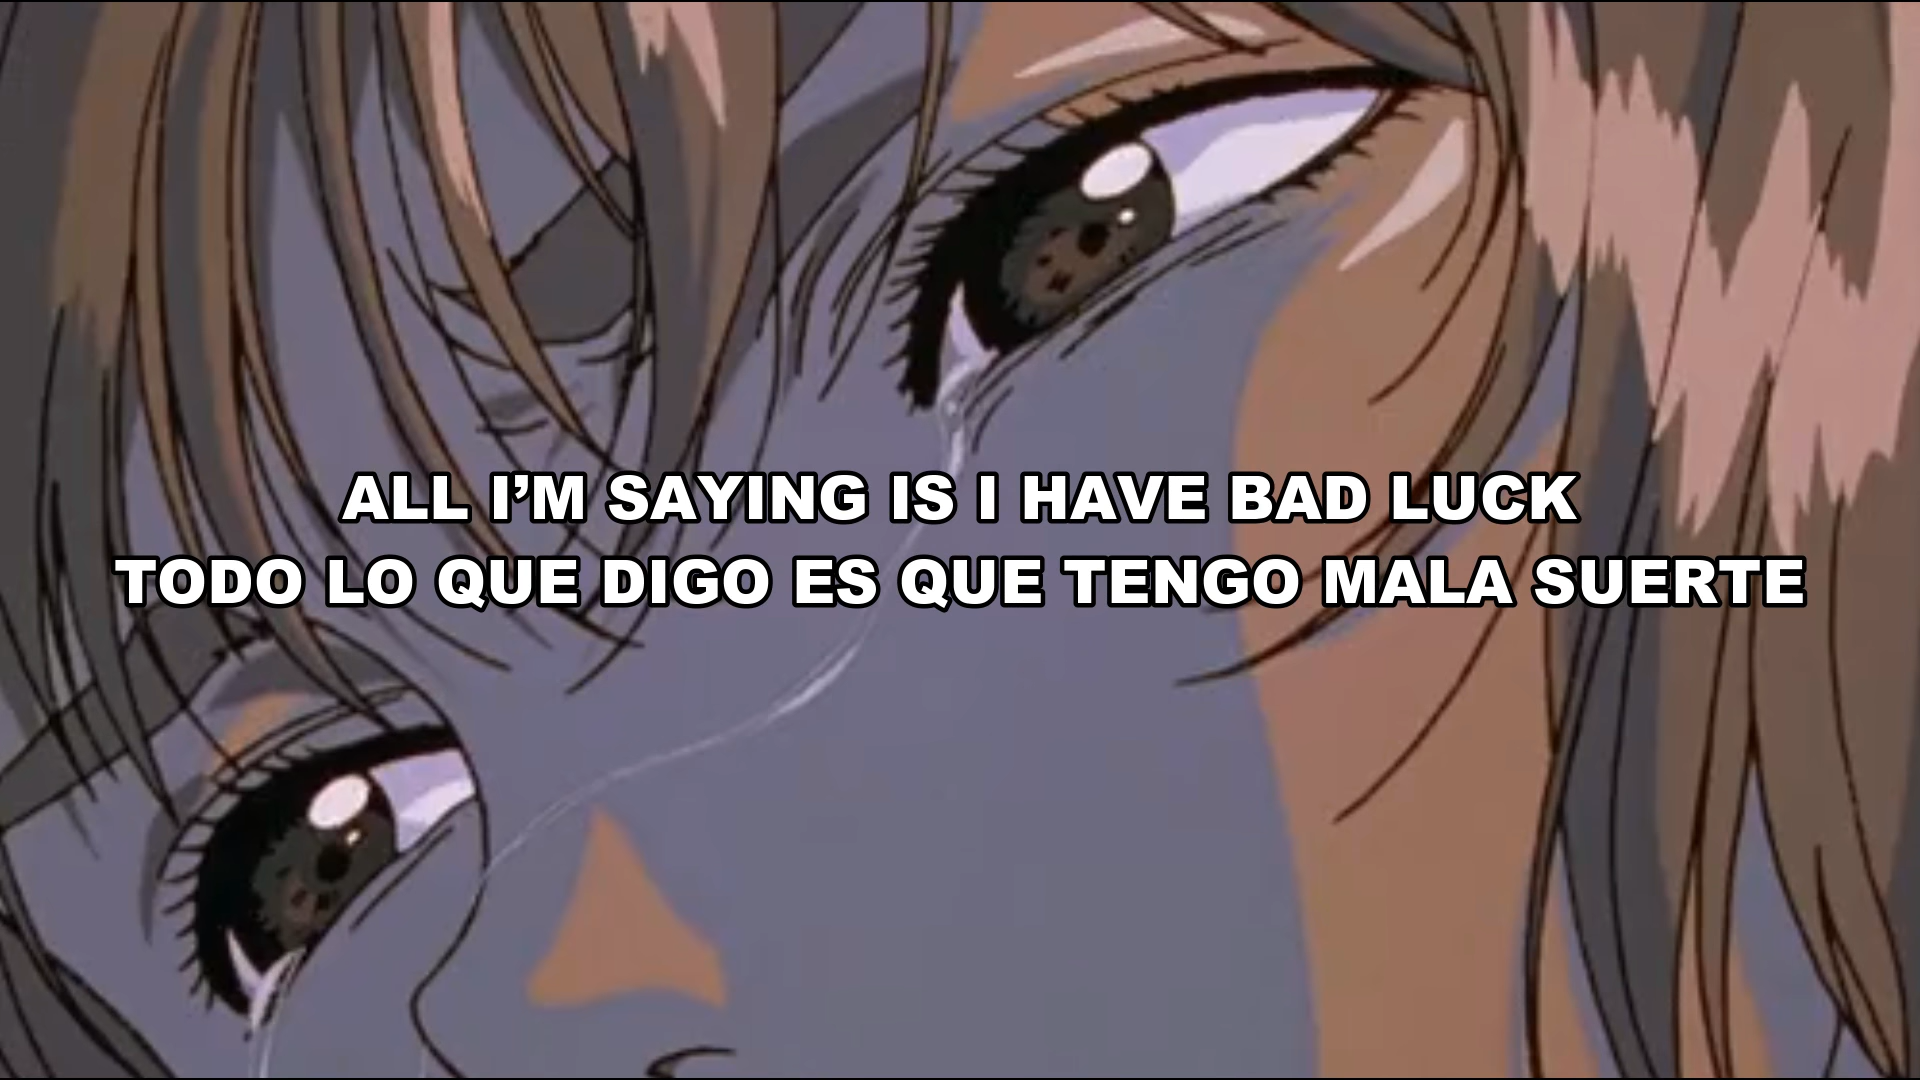 ALL I’M SAYING IS I HAVE BAD LUCK
TODO LO QUE DIGO ES QUE TENGO MALA SUERTE